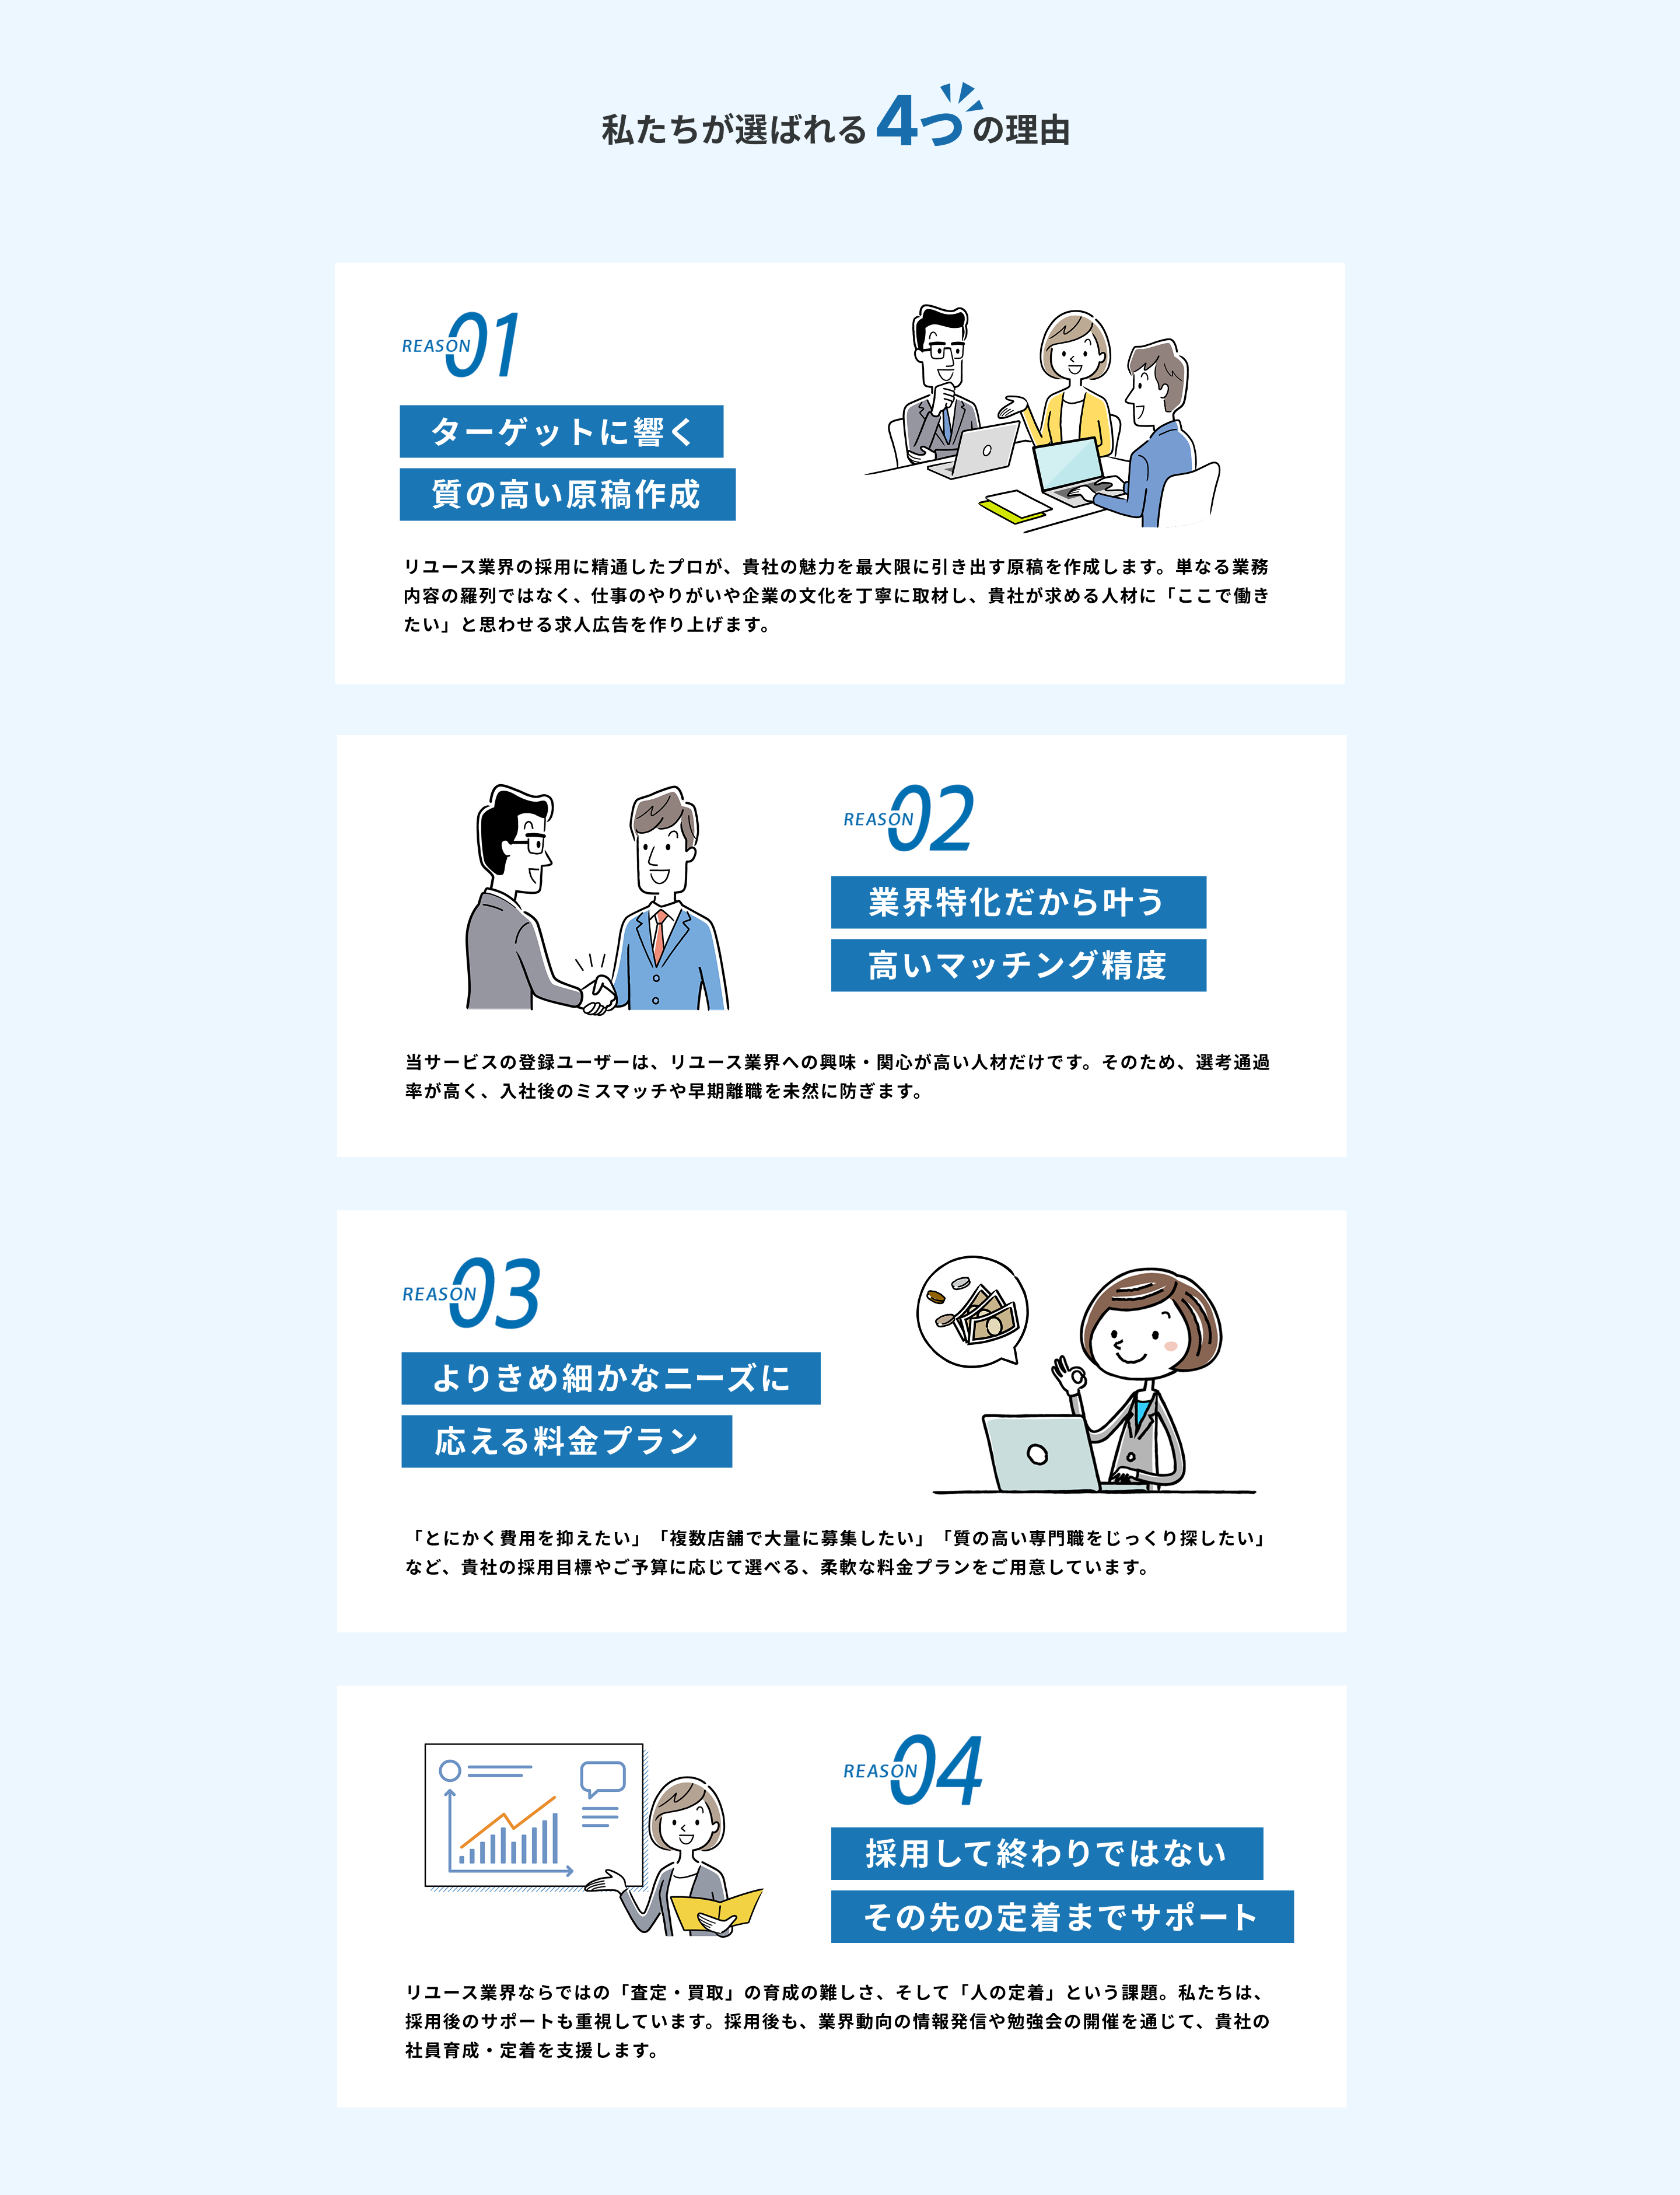 私たちが選ばれる4つの理由
REASON 01
ターゲットに響く
質の高い原稿作成
リユース業界の採用に精通したプロが、貴社の魅力を最大限に引き出す原稿を作成します。単なる業務
内容の羅列ではなく、仕事のやりがいや企業の文化を丁寧に取材し、貴社が求める人材に「ここで働き
たい」と思わせる求人広告を作り上げます。
REASON 02
業界特化だから叶う
高いマッチング精度
当サービスの登録ユーザーは、リユース業界への興味・関心が高い人材だけです。そのため、選考通過
率が高く、入社後のミスマッチや早期離職を未然に防ぎます。
REASON 03
よりきめ細かなニーズに
応える料金プラン
「とにかく費用を抑えたい」「複数店舗で大量に募集したい」「質の高い専門職をじっくり探したい」
など、貴社の採用目標やご予算に応じて選べる、柔軟な料金プランをご用意しています。
REASON 04
採用して終わりではない
その先の定着までサポート
リユース業界ならではの「査定・買取」の育成の難しさ、そして「人の定着」という課題。私たちは、
採用後のサポートも重視しています。採用後も、業界動向の情報発信や勉強会の開催を通じて、貴社の
社員育成・定着を支援します。